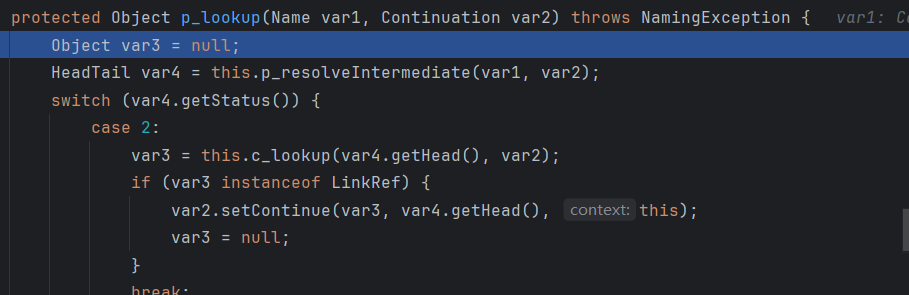 protected Object p_lookup(Name var1, Continuation var2) throws NamingException {   var1: Co
    Object var3 = null;
    HeadTail var4 = this.p_resolveIntermediate(var1, var2);
    switch (var4.getStatus()) {
        case 2:
            var3 = this.c_lookup(var4.getHead(), var2);
            if (var3 instanceof LinkRef) {
                var2.setContinue(var3, var4.getHead(), context: this);
                var3 = null;
            }
            break;